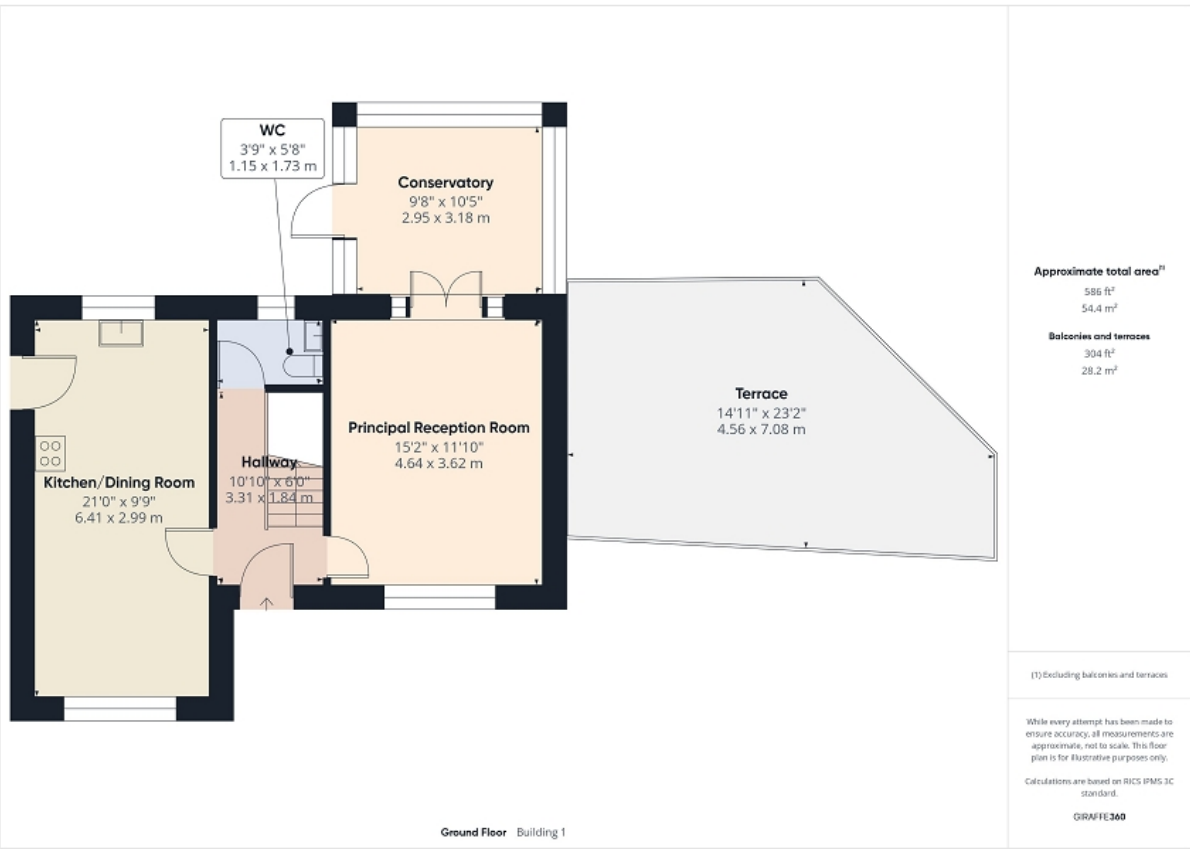 WC
3'9" x 5'8"
1.15 x 1.73 m
Conservatory
9'8" x 10'5"
2.95 x 3.18 m
Terrace
14'11" x 23'2"
4.56 x 7.08 m
Principal Reception Room
15'2" x 11'10"
4.64 x 3.62 m
Hallway
10'10" x 6'0"
3.31 x 1.84 m
Kitchen/Dining Room
21'0" x 9'9"
6.41 x 2.99 m
Ground Floor Building 1
Approximate total area(1)
586 ft²
54.4 m²
Balconies and terraces
304 ft²
28.2 m²
(1) Excluding balconies and terraces
While every attempt has been made to
ensure accuracy, all measurements are
approximate, not to scale. This floor
plan is for illustrative purposes only.
Calculations are based on RICS IPMS 3C
standard.
GIRAFFE360